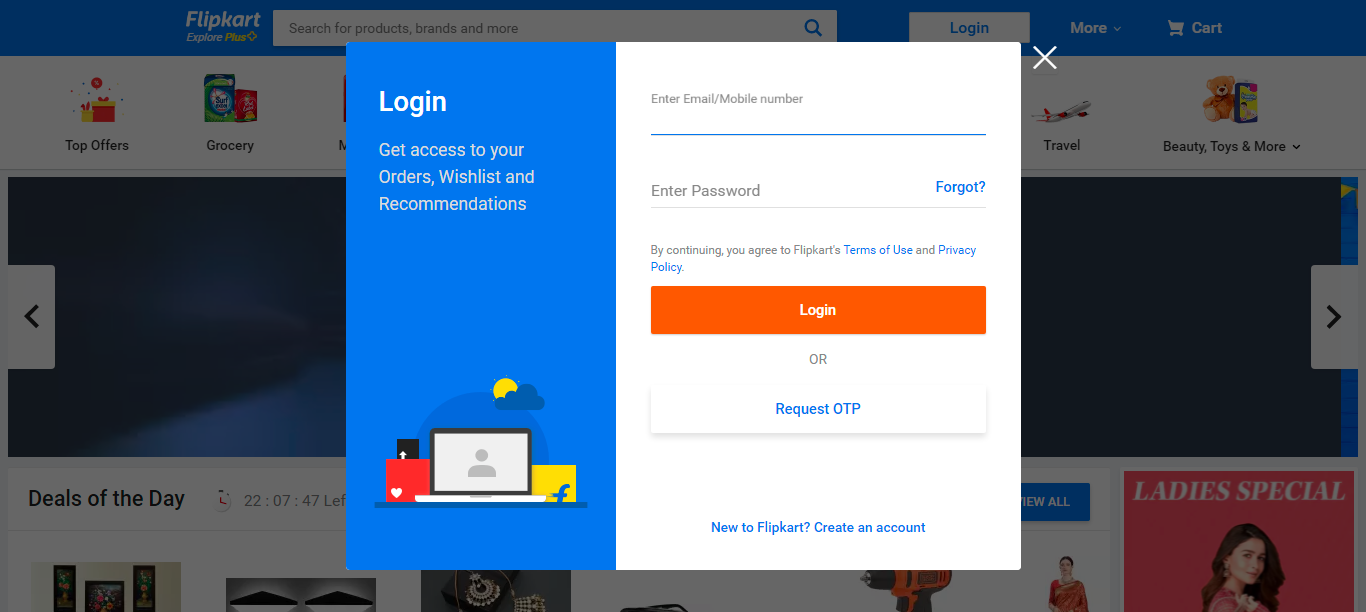 Flipkart
Explore Plus
Search for products, brands and more
Login
More
Cart
Top Offers
Grocery
M
Travel
Beauty, Toys & More
Login
Get access to your
Orders, Wishlist and
Recommendations
Enter Email/Mobile number
Enter Password
Forgot?
By continuing, you agree to Flipkart's Terms of Use and Privacy
Policy.
Login
OR
Request OTP
New to Flipkart? Create an account
Deals of the Day
22 : 07 : 47 Lef
VIEW ALL
LADIES SPECIAL